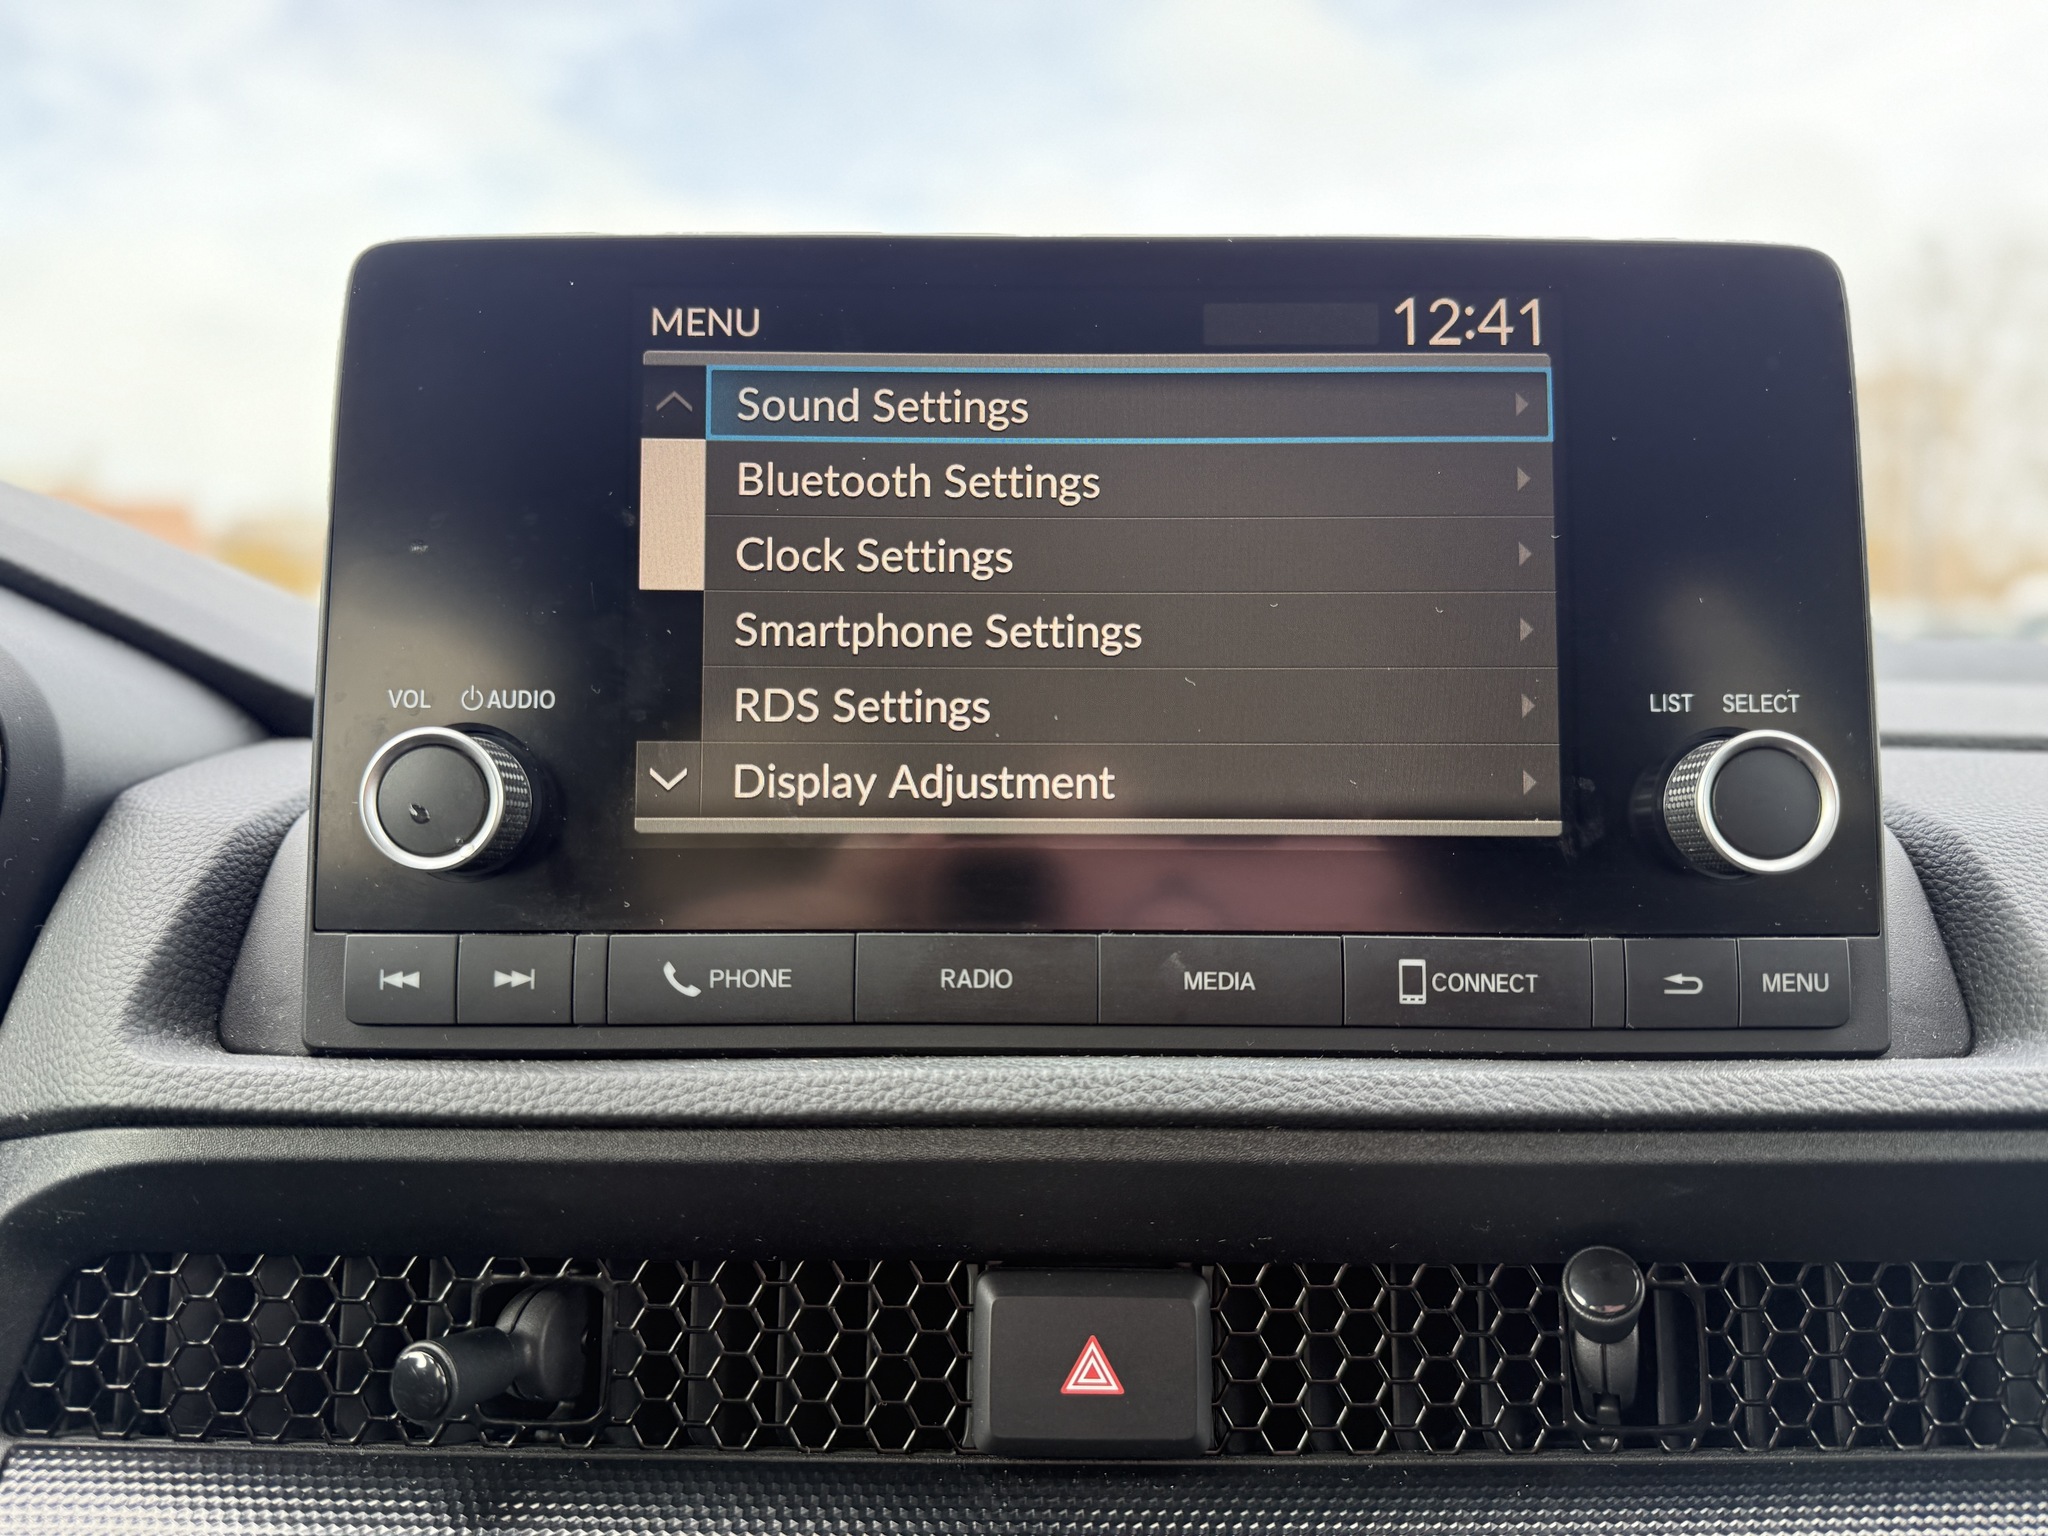 MENU
12:41
Sound Settings
Bluetooth Settings
Clock Settings
Smartphone Settings
RDS Settings
Display Adjustment
VOL AUDIO
LIST SELECT
PHONE
RADIO
MEDIA
CONNECT
MENU